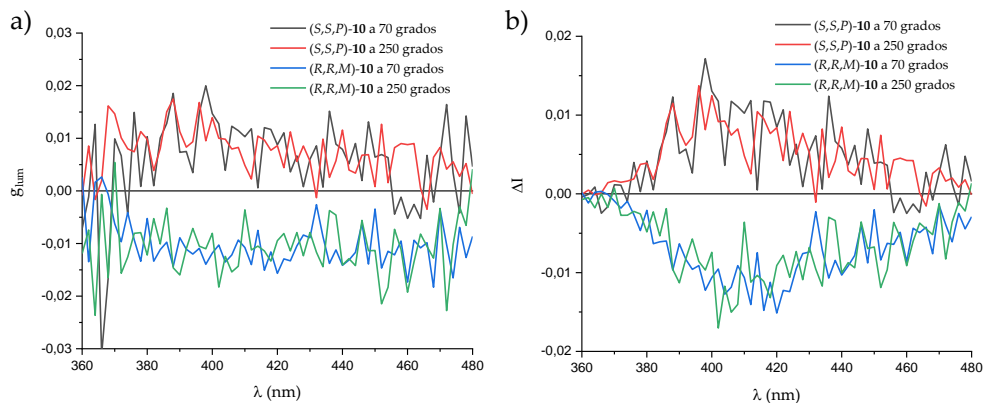 a)
0,03
0,02
0,01
0,00
-0,01
-0,02
-0,03
g_lum
(S,S,P)-10 a 70 grados
(S,S,P)-10 a 250 grados
(R,R,M)-10 a 70 grados
(R,R,M)-10 a 250 grados
360 380 400 420 440 460 480
λ (nm)
b)
0,02
0,01
0,00
-0,01
-0,02
ΔI
(S,S,P)-10 a 70 grados
(S,S,P)-10 a 250 grados
(R,R,M)-10 a 70 grados
(R,R,M)-10 a 250 grados
360 380 400 420 440 460 480
λ (nm)